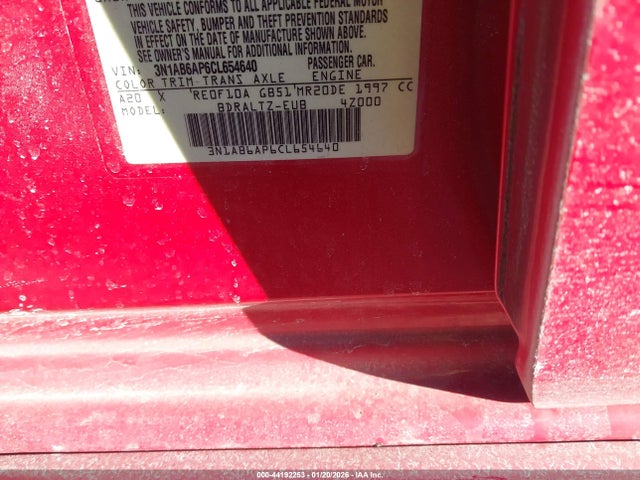 THIS VEHICLE CONFORMS TO ALL APPLICABLE FEDERAL MOTOR
VEHICLE SAFETY, BUMPER AND THEFT PREVENTION STANDARDS
IN EFFECT ON THE DATE OF MANUFACTURE SHOWN ABOVE.
SEE OWNER'S MANUAL FOR ADDITIONAL INFORMATION.
VIN: 3N1AB6AP6CL654640 PASSENGER CAR.
COLOR TRIM TRANS AXLE ENGINE
A20 X RE0F10A GB51 MR20DE 1997 CC
MODEL: BDRALTZ-EUB 4Z000
3N1AB6AP6CL654640
000-44192253 - 01/20/2026 - IAA Inc.